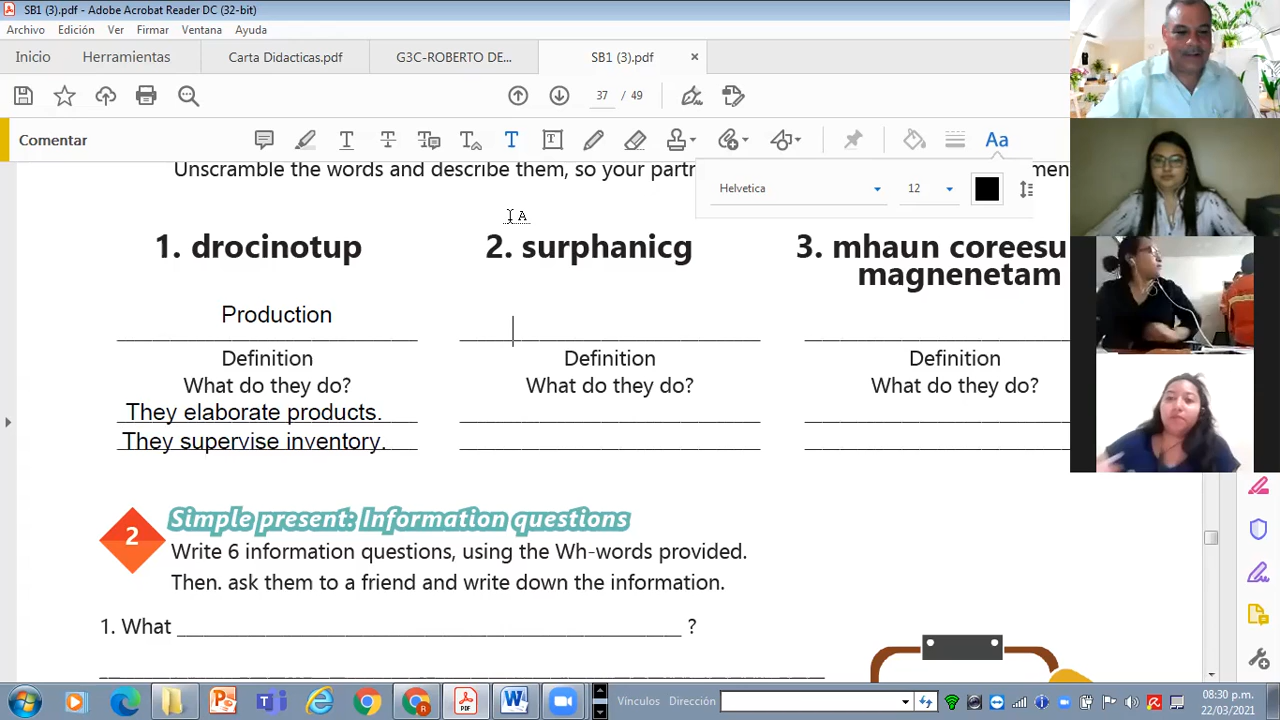 SB1 (3).pdf - Adobe Acrobat Reader DC (32-bit)
Archivo Edición Ver Firmar Ventana Ayuda
Inicio Herramientas Carta Didacticas.pdf G3C-ROBERTO DE... SB1 (3).pdf ×
37 / 49
Comentar
Unscramble the words and describe them, so your partn
Helvetica 12
1. drocinotup 2. surphanicg 3. mhaun coreesu
magnenetam
Production
Definition Definition Definition
What do they do? What do they do? What do they do?
They elaborate products.
They supervise inventory.
2 Simple present: Information questions
Write 6 information questions, using the Wh-words provided.
Then. ask them to a friend and write down the information.
1. What ?
Vínculos Dirección
08:30 p.m.
22/03/2021